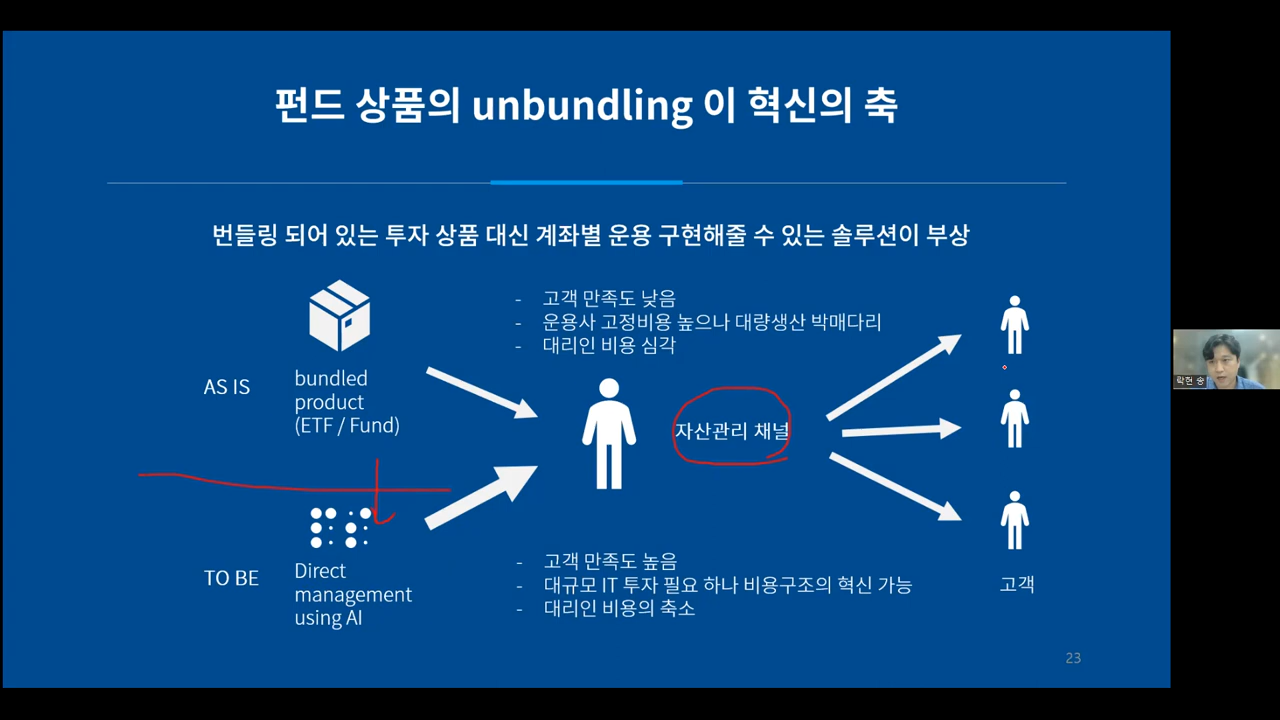 펀드 상품의 unbundling 이 혁신의 축
번들링 되어 있는 투자 상품 대신 계좌별 운용 구현해줄 수 있는 솔루션이 부상
AS IS
bundled
product
(ETF / Fund)
- 고객 만족도 낮음
- 운용사 고정비용 높으나 대량생산 박매다리
- 대리인 비용 심각
자산관리 채널
TO BE
Direct
management
using AI
- 고객 만족도 높음
- 대규모 IT 투자 필요 하나 비용구조의 혁신 가능
- 대리인 비용의 축소
고객
23
락현 송